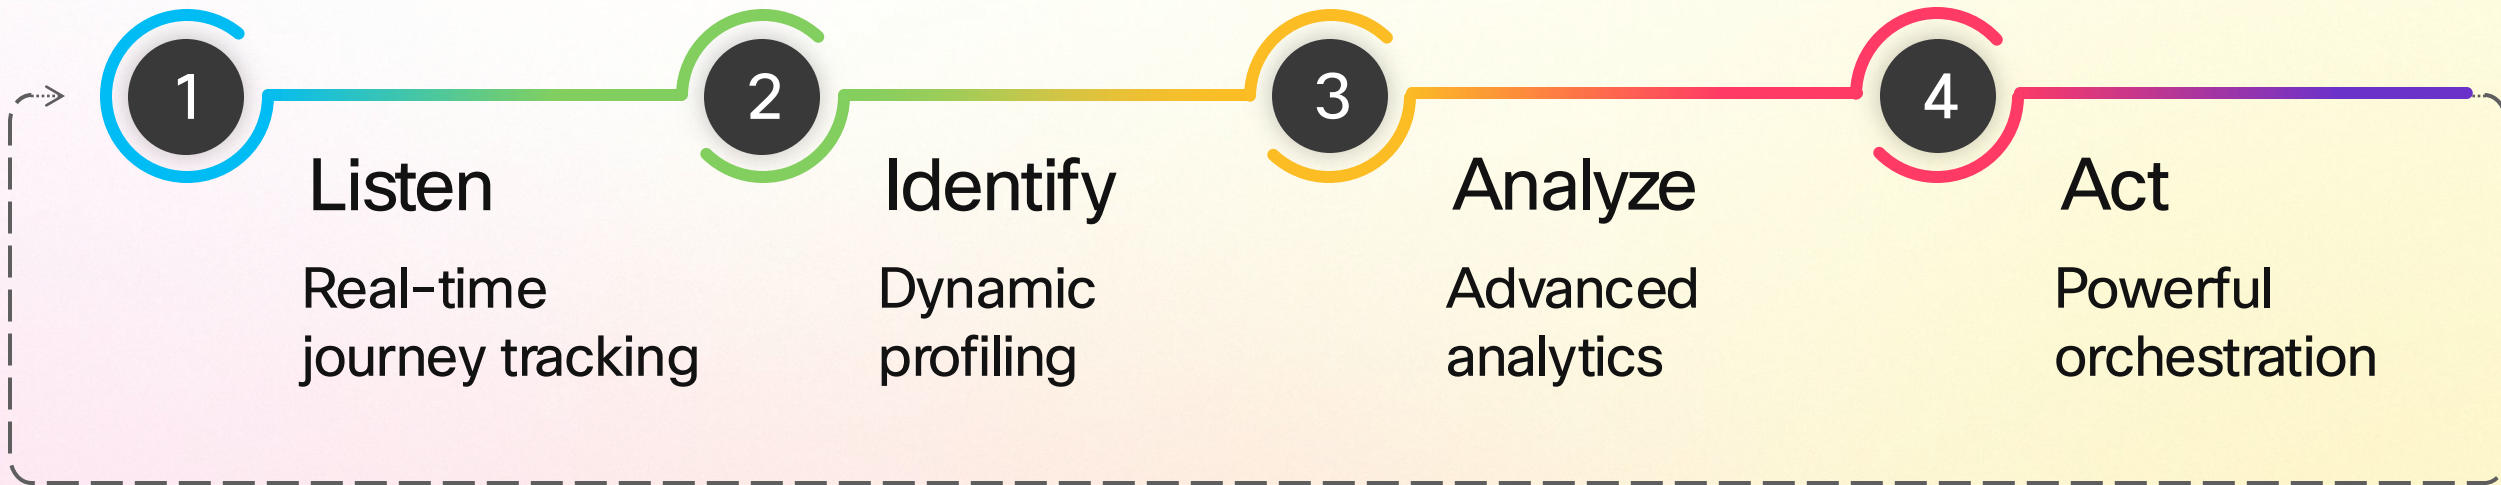 1
Listen
Real-time
journey tracking
2
Identify
Dynamic
profiling
3
Analyze
Advanced
analytics
4
Act
Powerful
orchestration